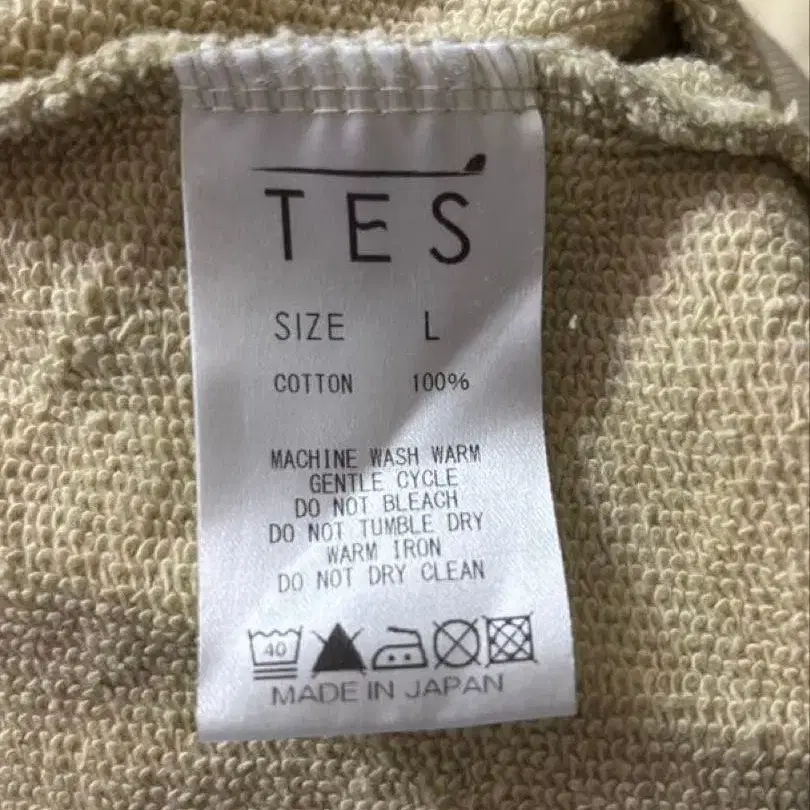 TES
SIZE L
COTTON 100%
MACHINE WASH WARM
GENTLE CYCLE
DO NOT BLEACH
DO NOT TUMBLE DRY
WARM IRON
DO NOT DRY CLEAN
40
MADE IN JAPAN